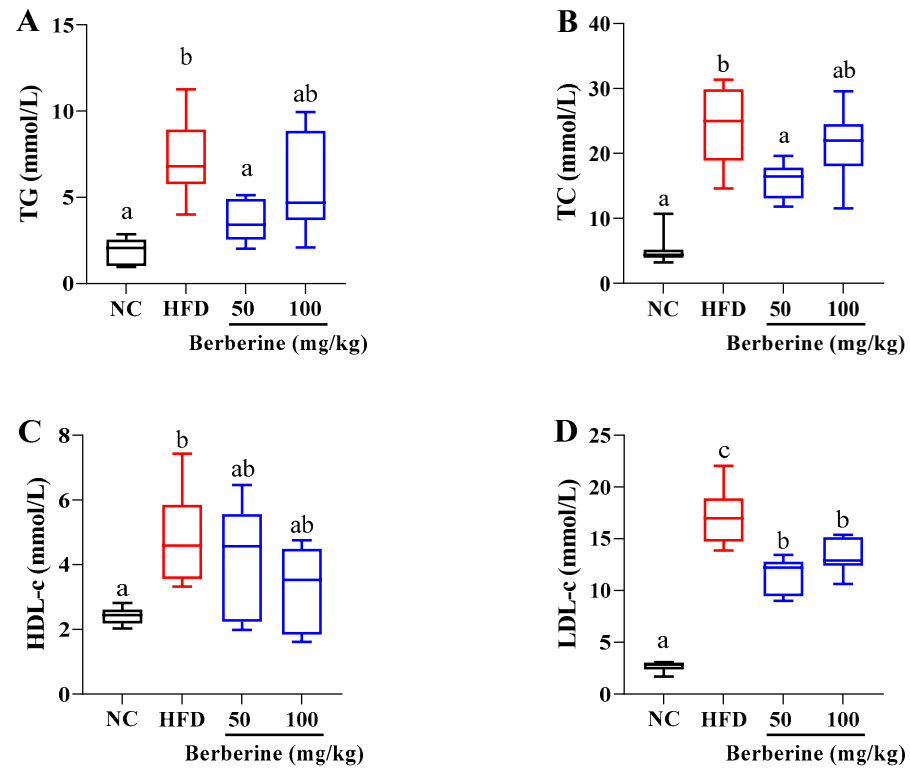 A
TG (mmol/L)
15
10
5
0
b
ab
a
a
NC HFD 50 100
Berberine (mg/kg)
B
TC (mmol/L)
40
30
20
10
0
b
ab
a
a
NC HFD 50 100
Berberine (mg/kg)
C
HDL-c (mmol/L)
8
6
4
2
0
b
ab
ab
a
NC HFD 50 100
Berberine (mg/kg)
D
LDL-c (mmol/L)
25
20
15
10
5
0
c
b
b
a
NC HFD 50 100
Berberine (mg/kg)